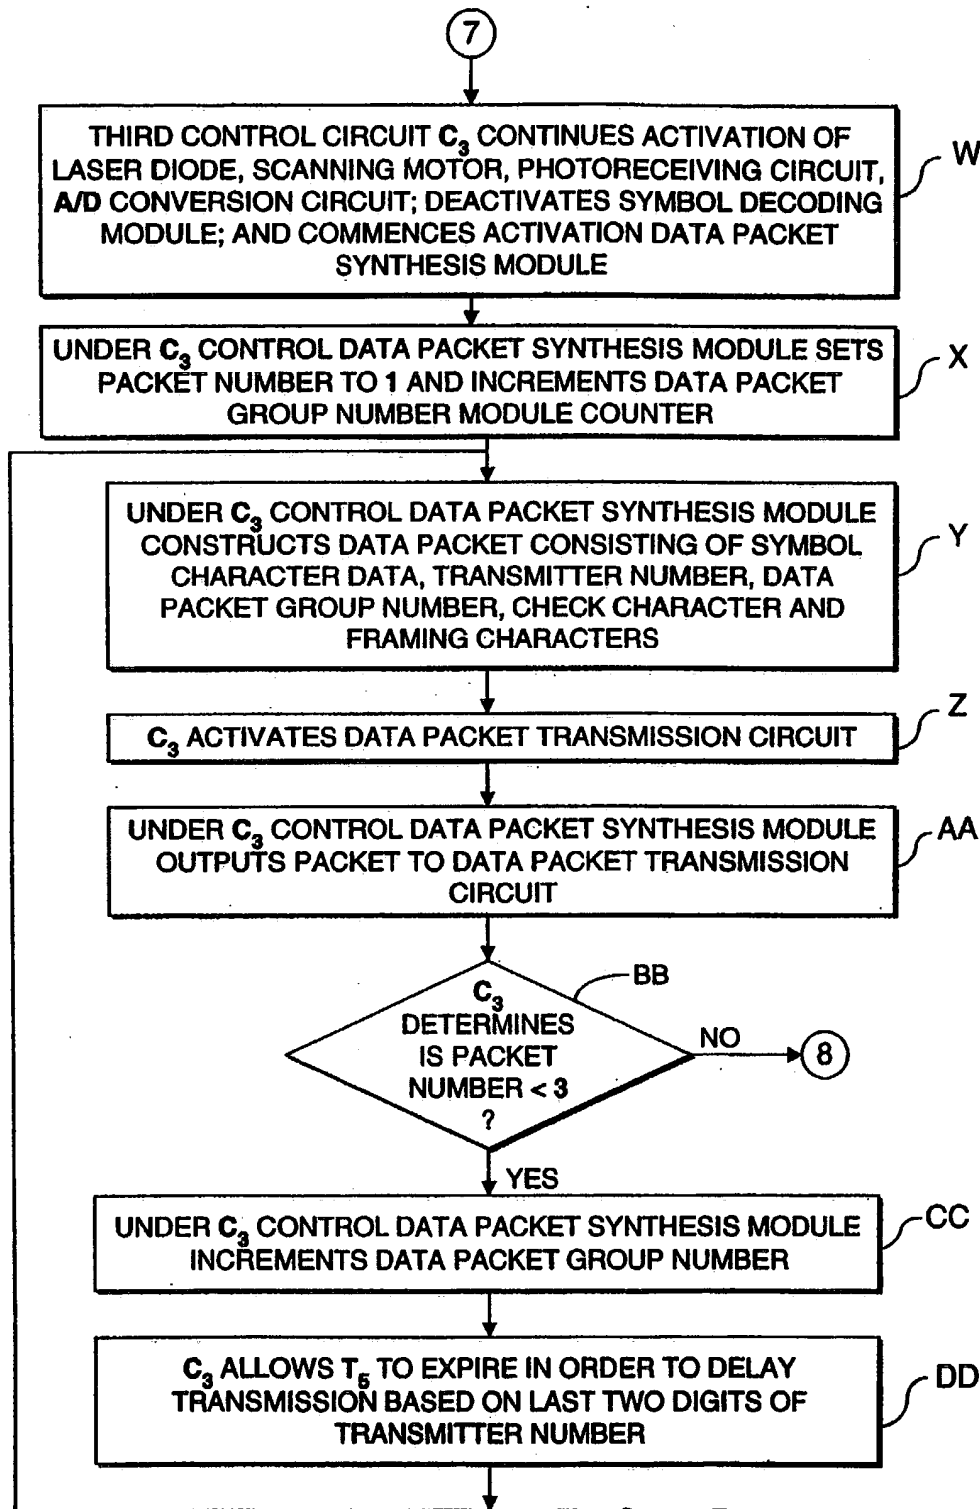 7
THIRD CONTROL CIRCUIT C₃ CONTINUES ACTIVATION OF
LASER DIODE, SCANNING MOTOR, PHOTORECEIVING CIRCUIT,
A/D CONVERSION CIRCUIT; DEACTIVATES SYMBOL DECODING
MODULE; AND COMMENCES ACTIVATION DATA PACKET
SYNTHESIS MODULE
W
UNDER C₃ CONTROL DATA PACKET SYNTHESIS MODULE SETS
PACKET NUMBER TO 1 AND INCREMENTS DATA PACKET
GROUP NUMBER MODULE COUNTER
X
UNDER C₃ CONTROL DATA PACKET SYNTHESIS MODULE
CONSTRUCTS DATA PACKET CONSISTING OF SYMBOL
CHARACTER DATA, TRANSMITTER NUMBER, DATA
PACKET GROUP NUMBER, CHECK CHARACTER AND
FRAMING CHARACTERS
Y
C₃ ACTIVATES DATA PACKET TRANSMISSION CIRCUIT
Z
UNDER C₃ CONTROL DATA PACKET SYNTHESIS MODULE
OUTPUTS PACKET TO DATA PACKET TRANSMISSION
CIRCUIT
AA
C₃
DETERMINES
IS PACKET
NUMBER < 3
?
BB
NO
8
YES
UNDER C₃ CONTROL DATA PACKET SYNTHESIS MODULE
INCREMENTS DATA PACKET GROUP NUMBER
CC
C₃ ALLOWS T₅ TO EXPIRE IN ORDER TO DELAY
TRANSMISSION BASED ON LAST TWO DIGITS OF
TRANSMITTER NUMBER
DD